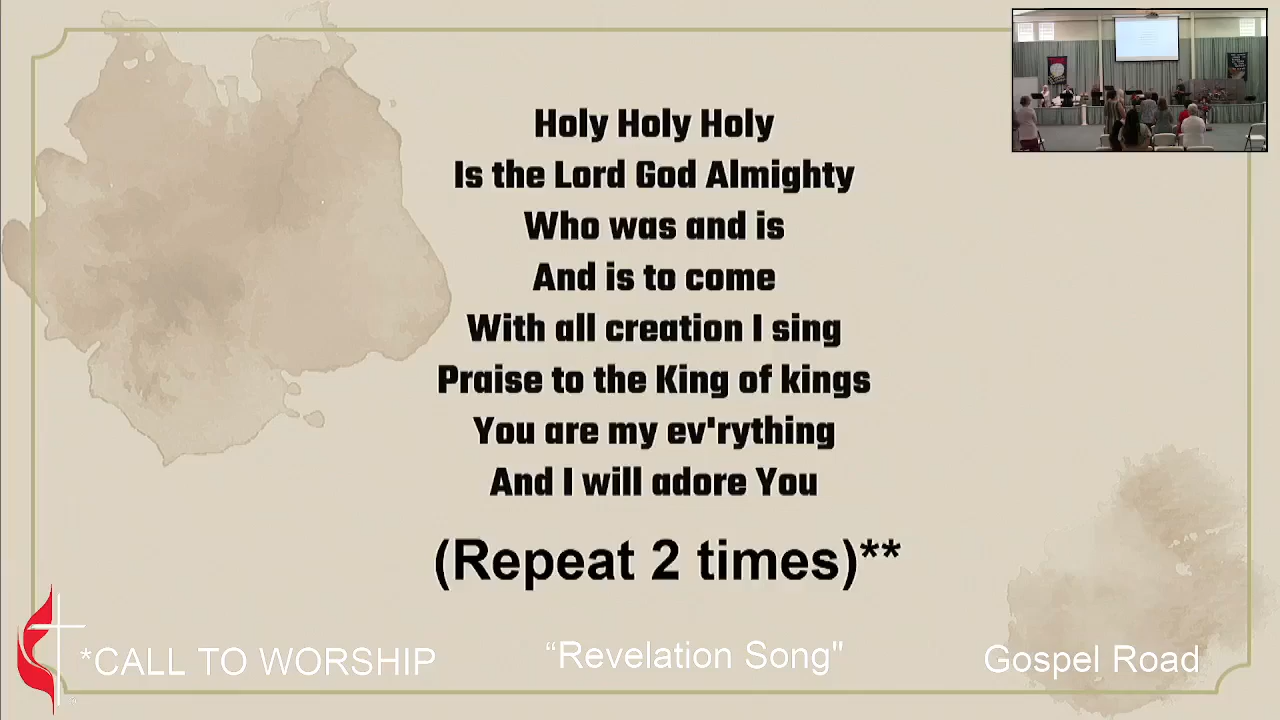 Holy Holy Holy
Is the Lord God Almighty
Who was and is
And is to come
With all creation I sing
Praise to the King of kings
You are my ev'rything
And I will adore You
(Repeat 2 times)**
*CALL TO WORSHIP
“Revelation Song"
Gospel Road